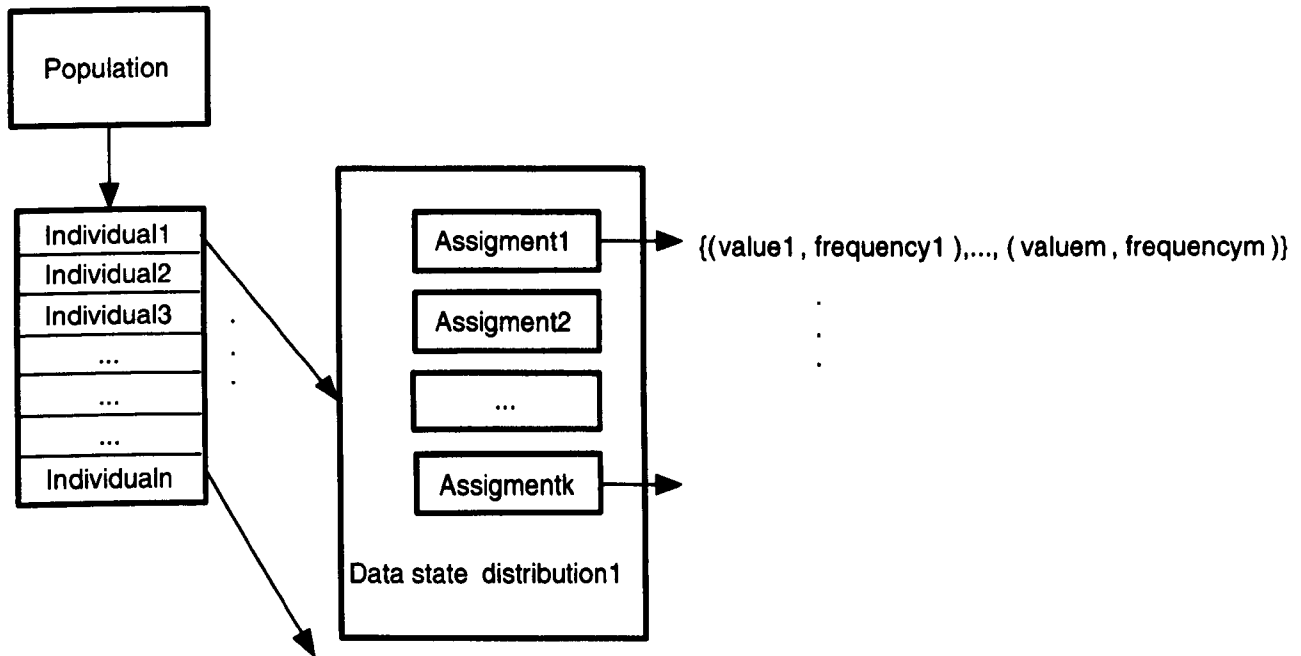 Population
Individual1
Individual2
Individual3
...
...
...
Individualn
Assigment1
Assigment2
...
Assigmentk
Data state distribution1
{(value1, frequency1),..., (valuem, frequencym)}